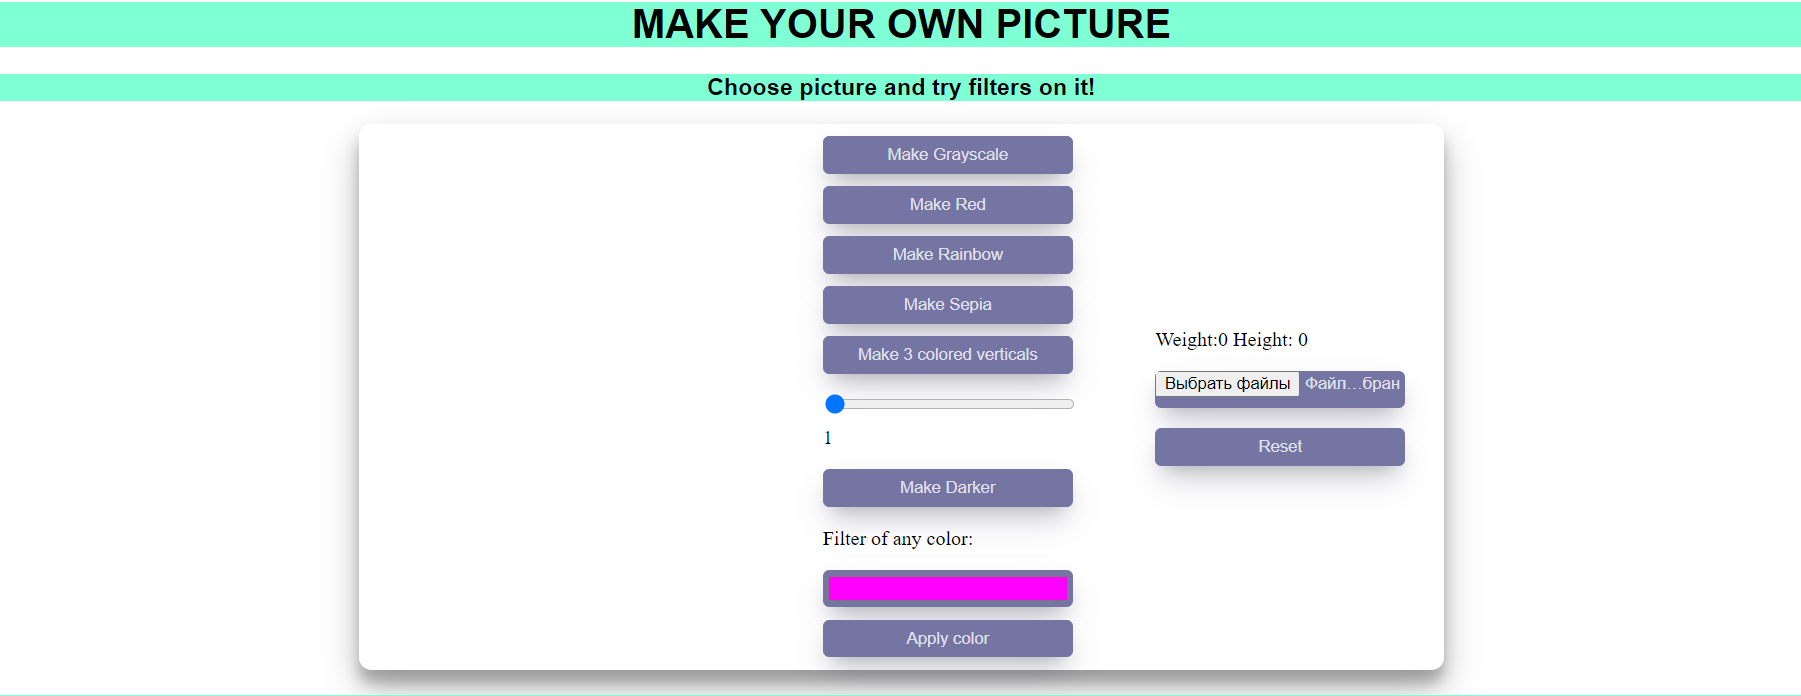 MAKE YOUR OWN PICTURE
Choose picture and try filters on it!
Make Grayscale
Make Red
Make Rainbow
Make Sepia
Make 3 colored verticals
1
Make Darker
Filter of any color:
Apply color
Weight:0 Height: 0
Выбрать файлы Файл...бран
Reset